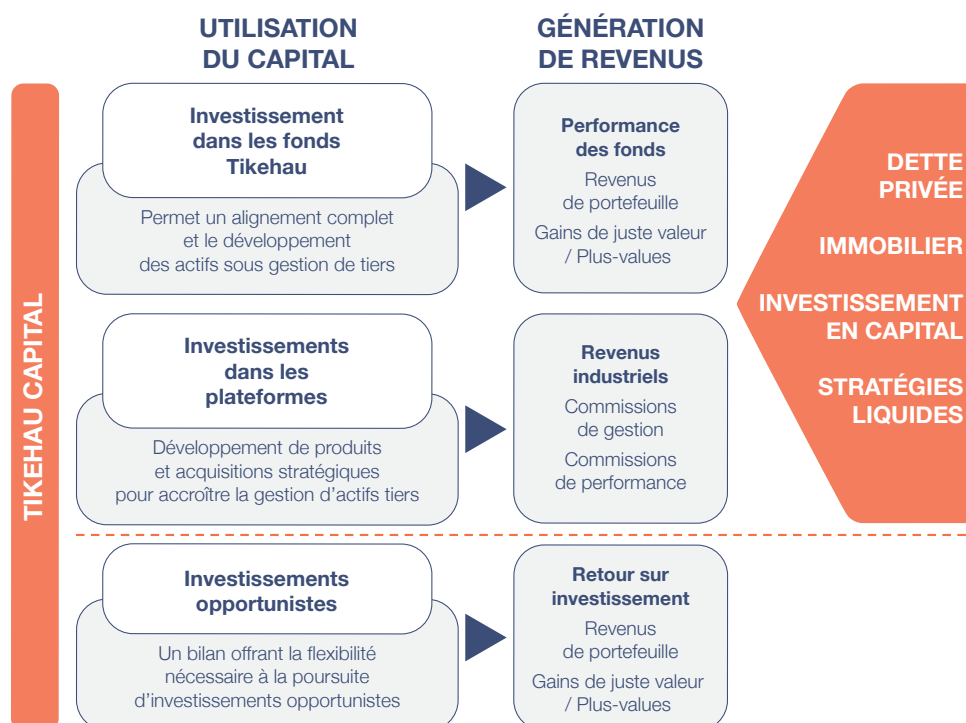 UTILISATION
DU CAPITAL
GÉNÉRATION
DE REVENUS
TIKEHAU CAPITAL
Investissement
dans les fonds
Tikehau
Permet un alignement complet
et le développement
des actifs sous gestion de tiers
Performance
des fonds
Revenus
de portefeuille
Gains de juste valeur
/ Plus-values
Investissements
dans les
plateformes
Développement de produits
et acquisitions stratégiques
pour accroître la gestion d’actifs tiers
Revenus
industriels
Commissions
de gestion
Commissions
de performance
Investissements
opportunistes
Un bilan offrant la flexibilité
nécessaire à la poursuite
d’investissements opportunistes
Retour sur
investissement
Revenus
de portefeuille
Gains de juste valeur
/ Plus-values
DETTE
PRIVÉE
IMMOBILIER
INVESTISSEMENT
EN CAPITAL
STRATÉGIES
LIQUIDES